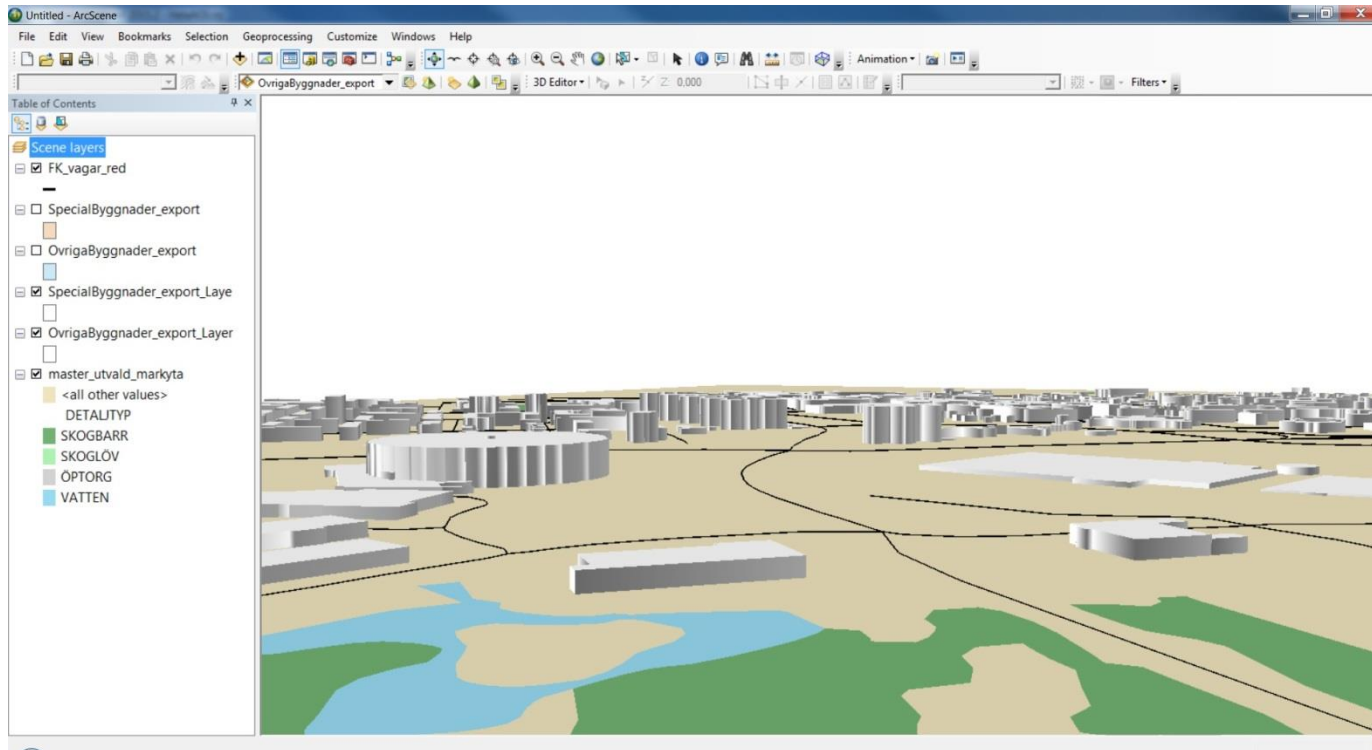 Untitled - ArcScene
File Edit View Bookmarks Selection Geoprocessing Customize Windows Help
Animation
OvrigaByggnader_export 3D Editor Z: 0,000 Filters
Table of Contents
Scene layers
FK_vagar_red
SpecialByggnader_export
OvrigaByggnader_export
SpecialByggnader_export_Laye
OvrigaByggnader_export_Layer
master_utvald_markyta
<all other values>
DETALJTYP
SKOGBARR
SKOGLÖV
ÖPTORG
VATTEN